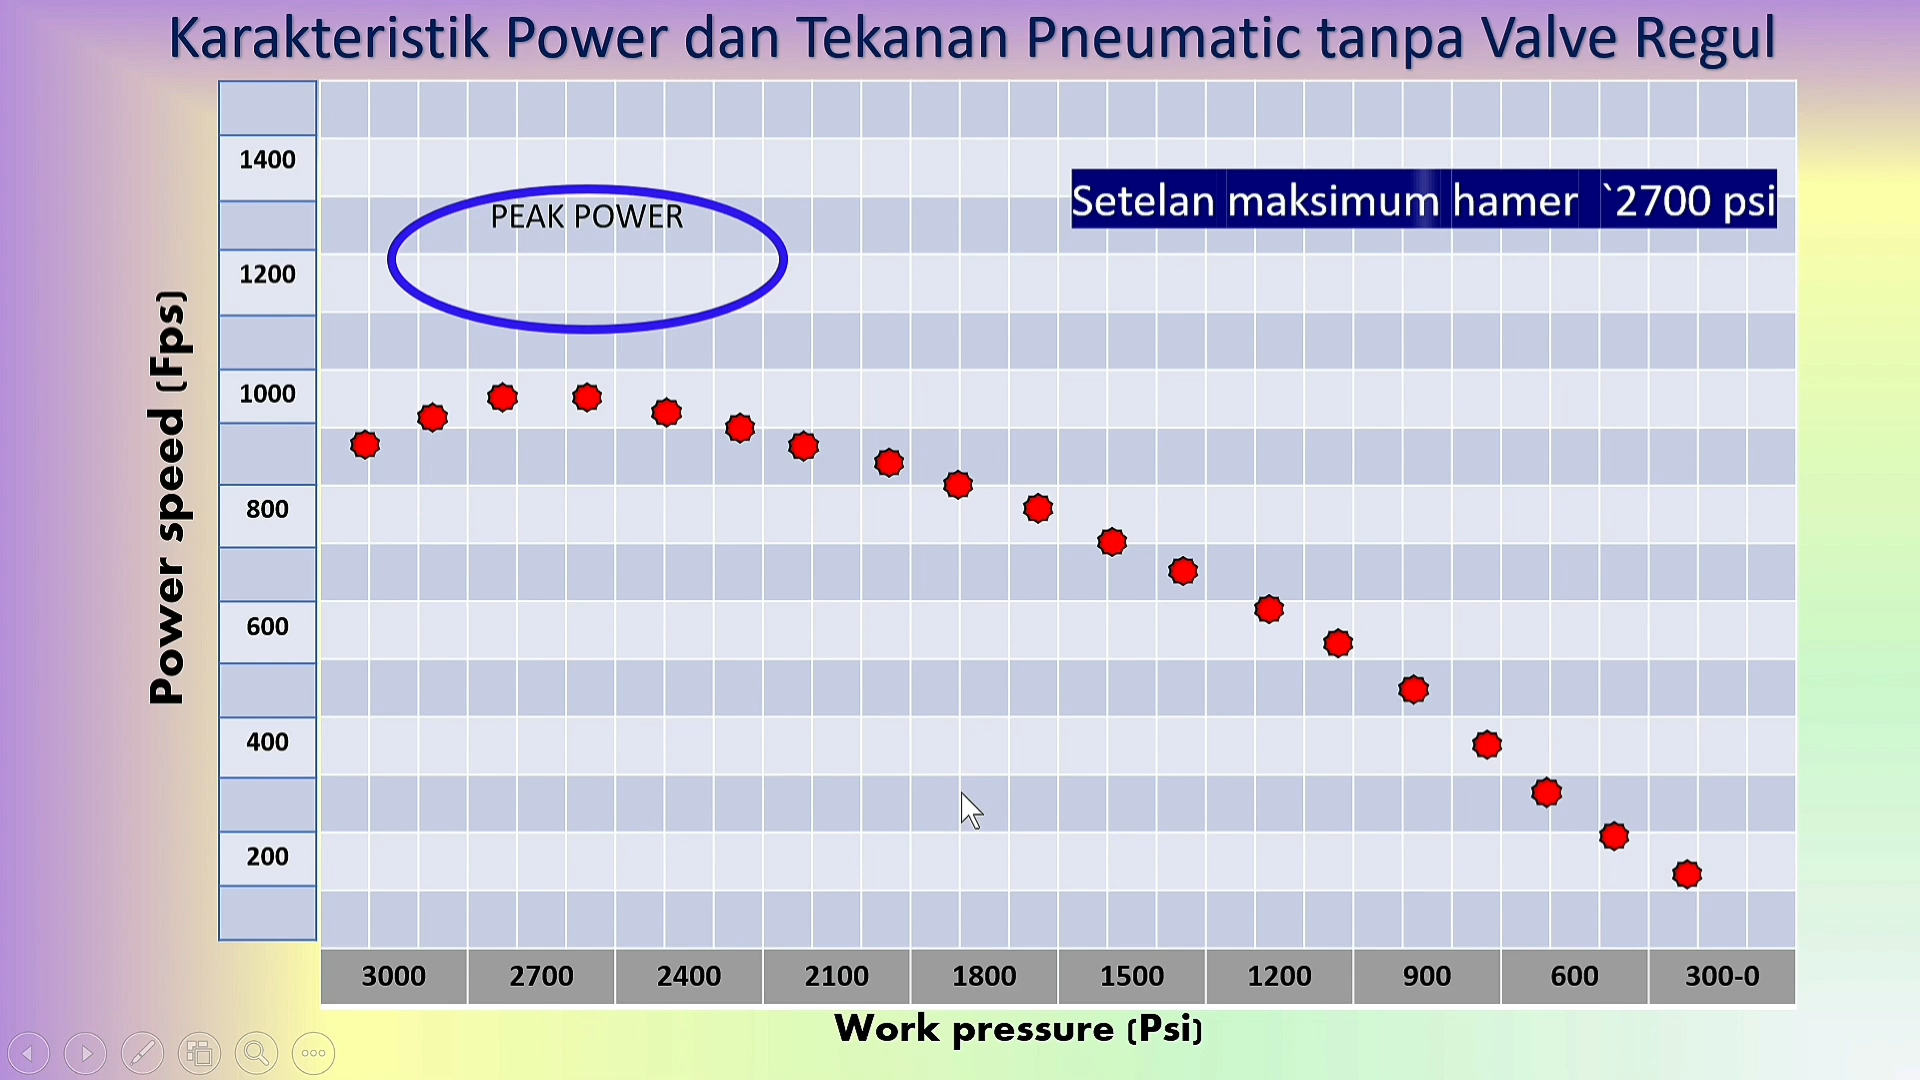 Karakteristik Power dan Tekanan Pneumatic tanpa Valve Regul
1400
PEAK POWER
Setelan maksimum hamer `2700 psi
1200
1000
800
600
400
200
Power speed (Fps)
3000 2700 2400 2100 1800 1500 1200 900 600 300-0
Work pressure (Psi)